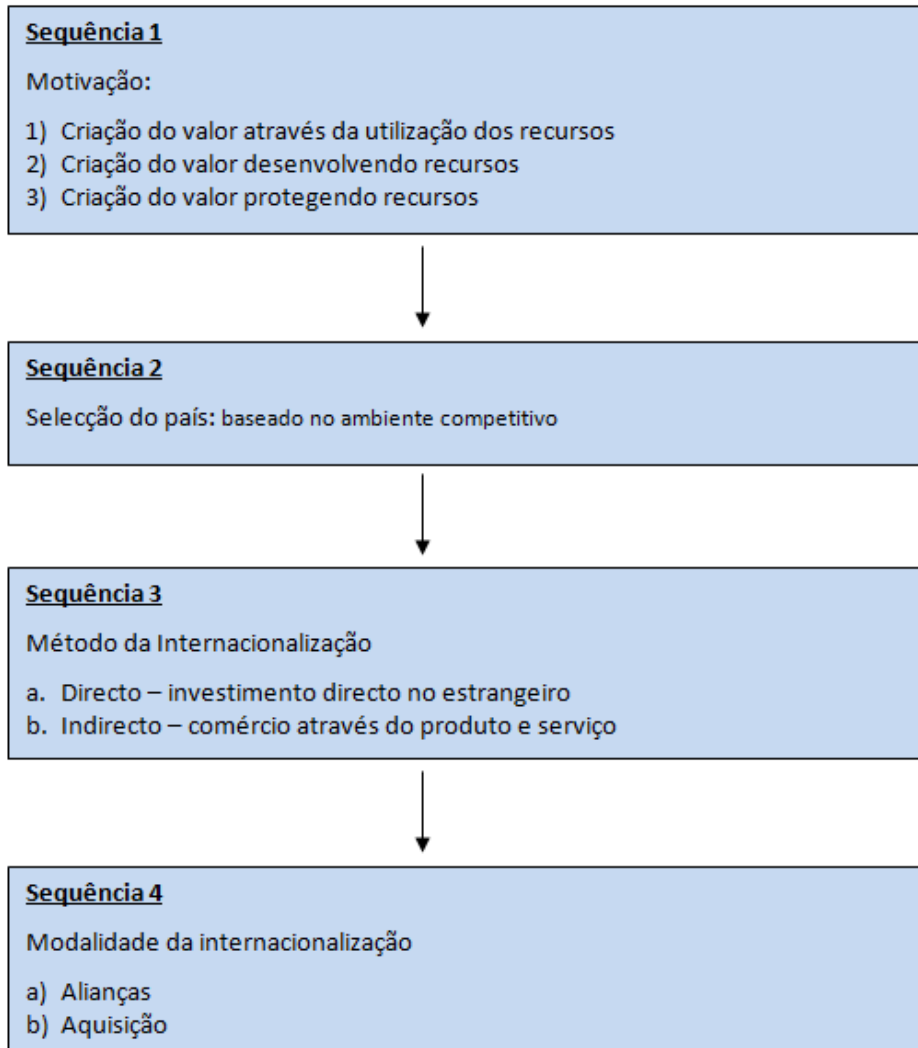 Sequência 1
Motivação:
1) Criação do valor através da utilização dos recursos
2) Criação do valor desenvolvendo recursos
3) Criação do valor protegendo recursos
Sequência 2
Selecção do país: baseado no ambiente competitivo
Sequência 3
Método da Internacionalização
a. Directo – investimento directo no estrangeiro
b. Indirecto – comércio através do produto e serviço
Sequência 4
Modalidade da internacionalização
a) Alianças
b) Aquisição